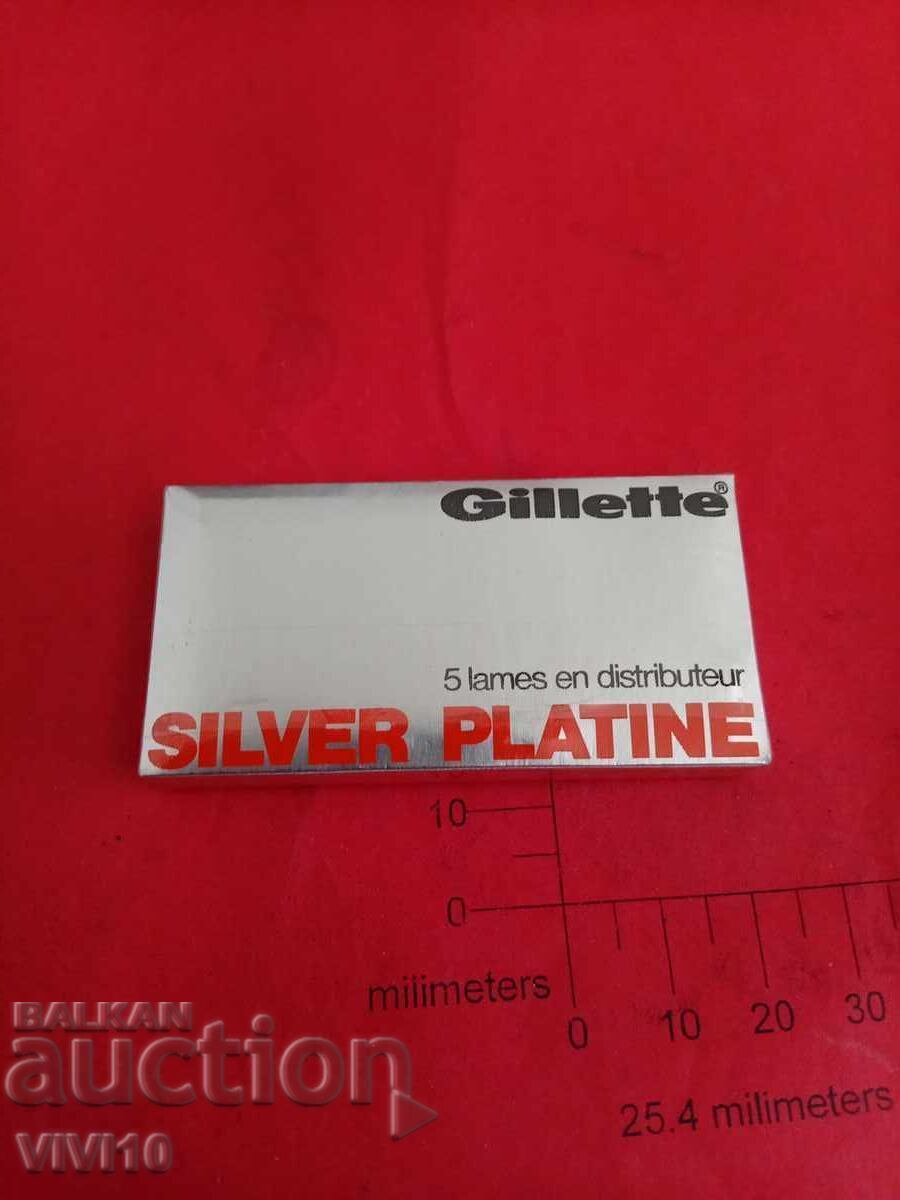 Gillette®
5 lames en distributeur
SILVER PLATINE
10
0
milimeters
0 10 20 30
25.4 milimeters
BALKAN
auction
VIVI10